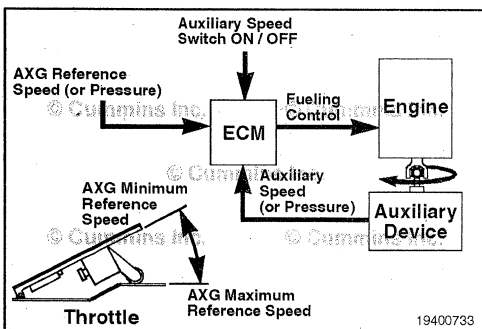 Auxiliary Speed
Switch ON / OFF
AXG Reference
Speed (or Pressure)
© Cummins Inc.
© Cummins Inc.
Fueling
Control
Engine
ECM
© Cummins Inc.
AXG Minimum
Reference
Speed
Auxiliary
Speed
(or Pressure)
Auxiliary
Device
© Cummins Inc.
© Cummins Inc.
AXG Maximum
Reference Speed
Throttle
19400733